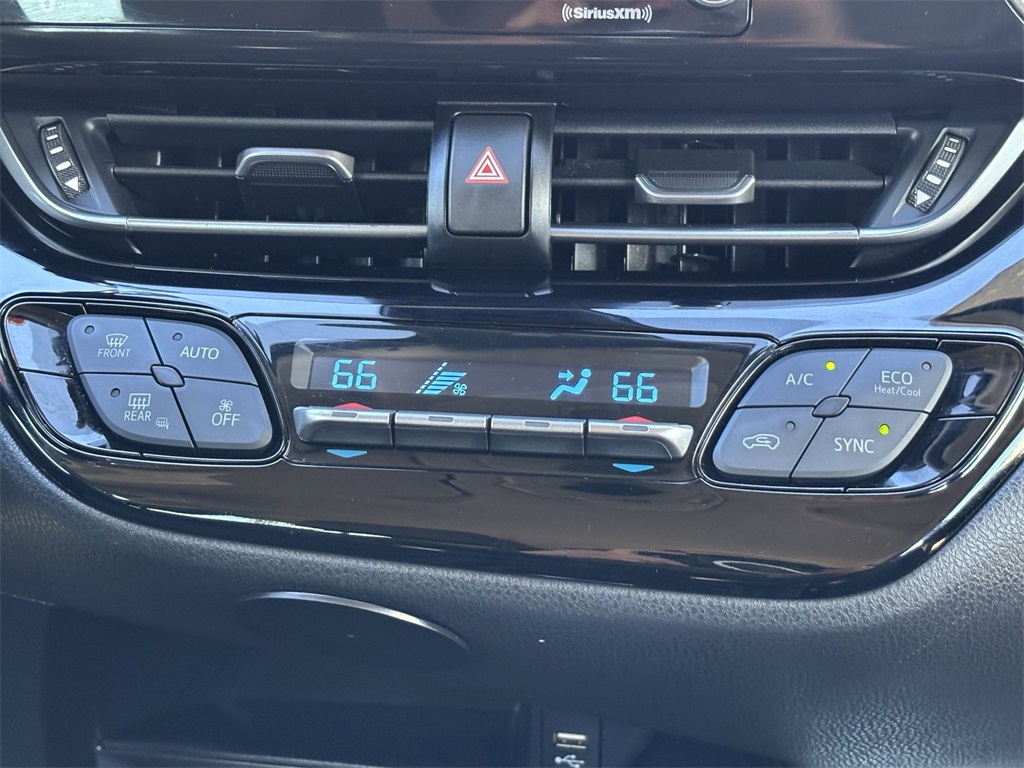 SiriusXM
FRONT
AUTO
REAR
OFF
66
66
A/C
ECO
Heat/Cool
SYNC